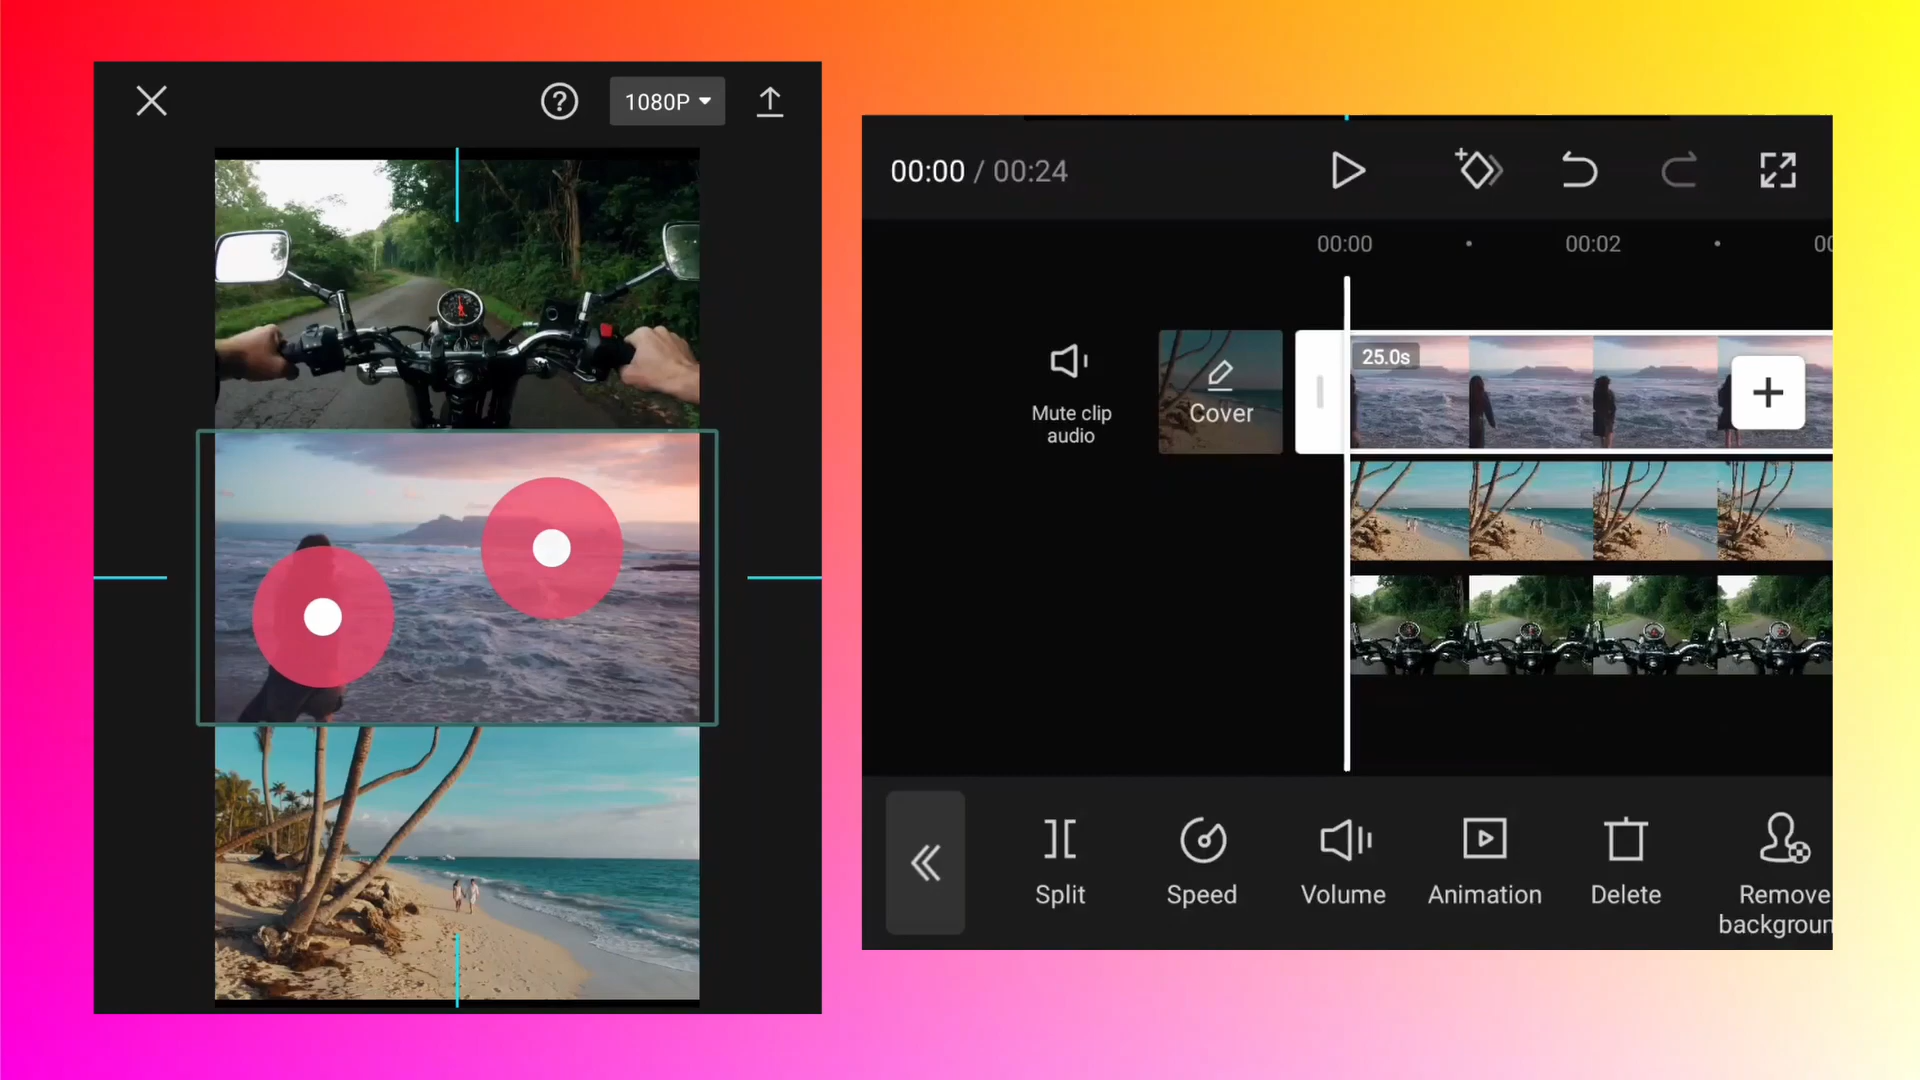 1080P
00:00 / 00:24
00:00
00:02
25.0s
Mute clip
audio
Cover
Split
Speed
Volume
Animation
Delete
Remove
backgroun